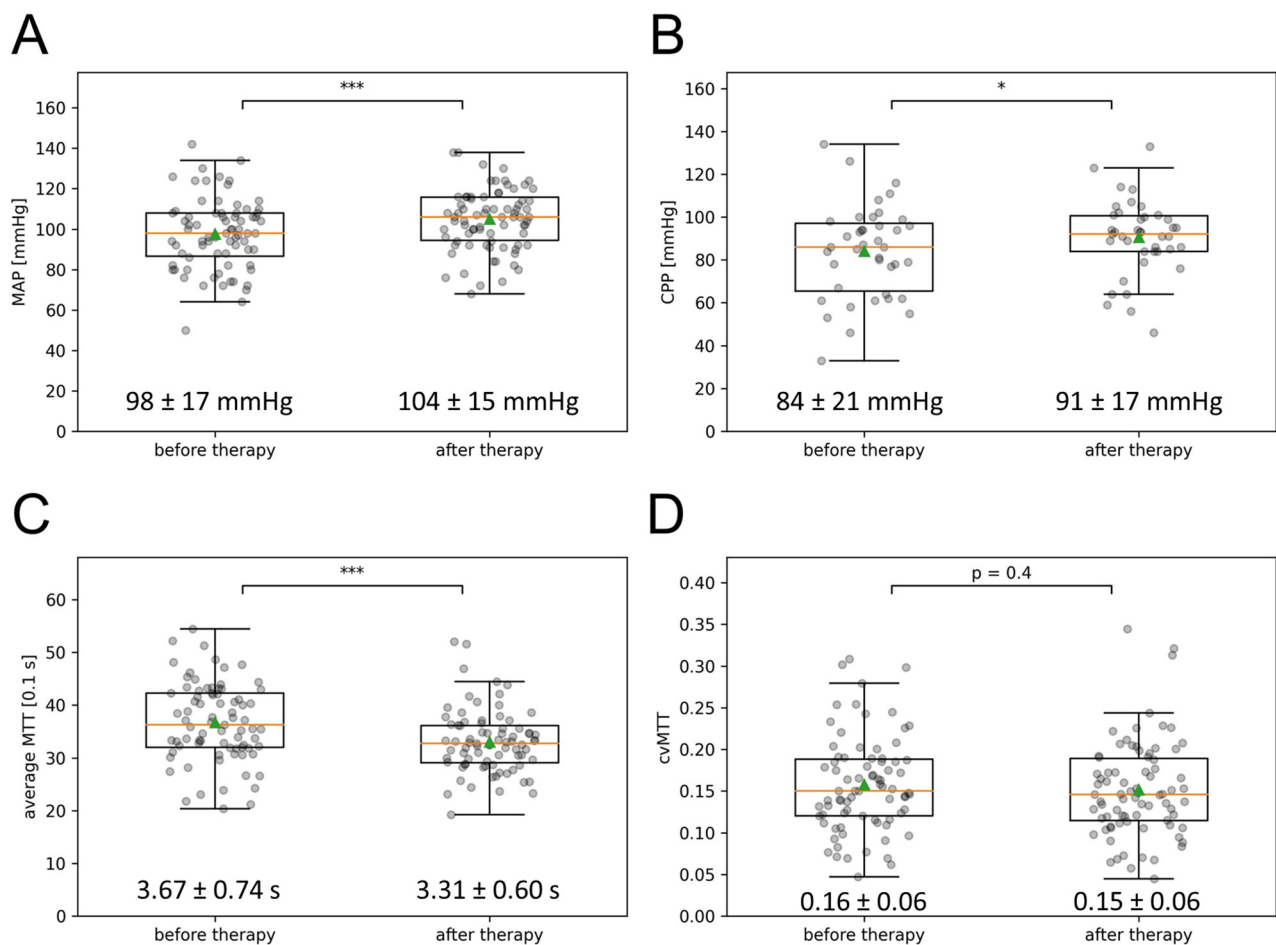 A
MAP [mmHg]
160
140
120
100
80
60
40
20
0
***
98 ± 17 mmHg
104 ± 15 mmHg
before therapy
after therapy
B
CPP [mmHg]
160
140
120
100
80
60
40
20
0
*
84 ± 21 mmHg
91 ± 17 mmHg
before therapy
after therapy
C
average MTT [0.1 s]
60
50
40
30
20
10
0
***
3.67 ± 0.74 s
3.31 ± 0.60 s
before therapy
after therapy
D
cvMTT
0.40
0.35
0.30
0.25
0.20
0.15
0.10
0.05
0.00
p = 0.4
0.16 ± 0.06
0.15 ± 0.06
before therapy
after therapy